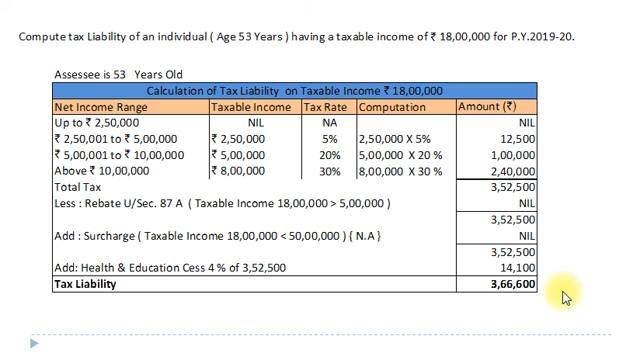 Compute tax Liability of an individual ( Age 53 Years ) having a taxable income of ₹ 18,00,000 for P.Y.2019-20.
Assessee is 53 Years Old
Calculation of Tax Liability on Taxable Income ₹ 18,00,000
Net Income Range Taxable Income Tax Rate Computation Amount (₹)
Up to ₹ 2,50,000 NIL NA NIL
₹ 2,50,001 to ₹ 5,00,000 ₹ 2,50,000 5% 2,50,000 X 5% 12,500
₹ 5,00,001 to ₹ 10,00,000 ₹ 5,00,000 20% 5,00,000 X 20 % 1,00,000
Above ₹ 10,00,000 ₹ 8,00,000 30% 8,00,000 X 30 % 2,40,000
Total Tax 3,52,500
Less : Rebate U/Sec. 87 A ( Taxable Income 18,00,000 > 5,00,000 ) NIL
3,52,500
Add : Surcharge ( Taxable Income 18,00,000 < 50,00,000 ) { N.A } NIL
3,52,500
Add: Health & Education Cess 4 % of 3,52,500 14,100
Tax Liability 3,66,600